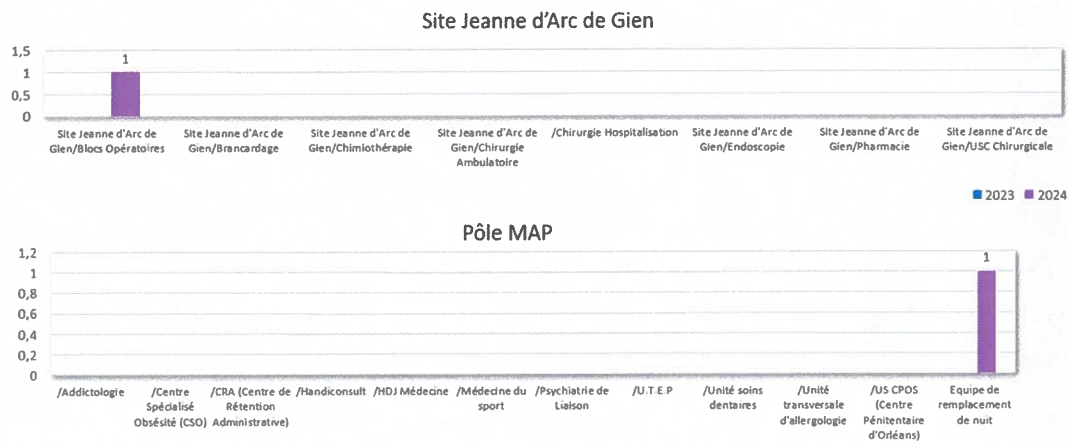 Site Jeanne d'Arc de Gien
1,5
1
0,5
0
1
Site Jeanne d'Arc de Gien/Blocs Opératoires
Site Jeanne d'Arc de Gien/Brancardage
Site Jeanne d'Arc de Gien/Chimiothérapie
Site Jeanne d'Arc de Gien/Chirurgie Ambulatoire
/Chirurgie Hospitalisation
Site Jeanne d'Arc de Gien/Endoscopie
Site Jeanne d'Arc de Gien/Pharmacie
Site Jeanne d'Arc de Gien/USC Chirurgicale
2023 2024
Pôle MAP
1,2
1
0,8
0,6
0,4
0,2
0
1
/Addictologie
/Centre Spécialisé Obsésité (CSO)
/CRA (Centre de Rétention Administrative)
/Handiconsult
/HDJ Médecine
/Médecine du sport
/Psychiatrie de Liaison
/U.T.E.P
/Unité soins dentaires
/Unité transversale d'allergologie
/US CPOS (Centre Pénitentaire d'Orléans)
Equipe de remplacement de nuit